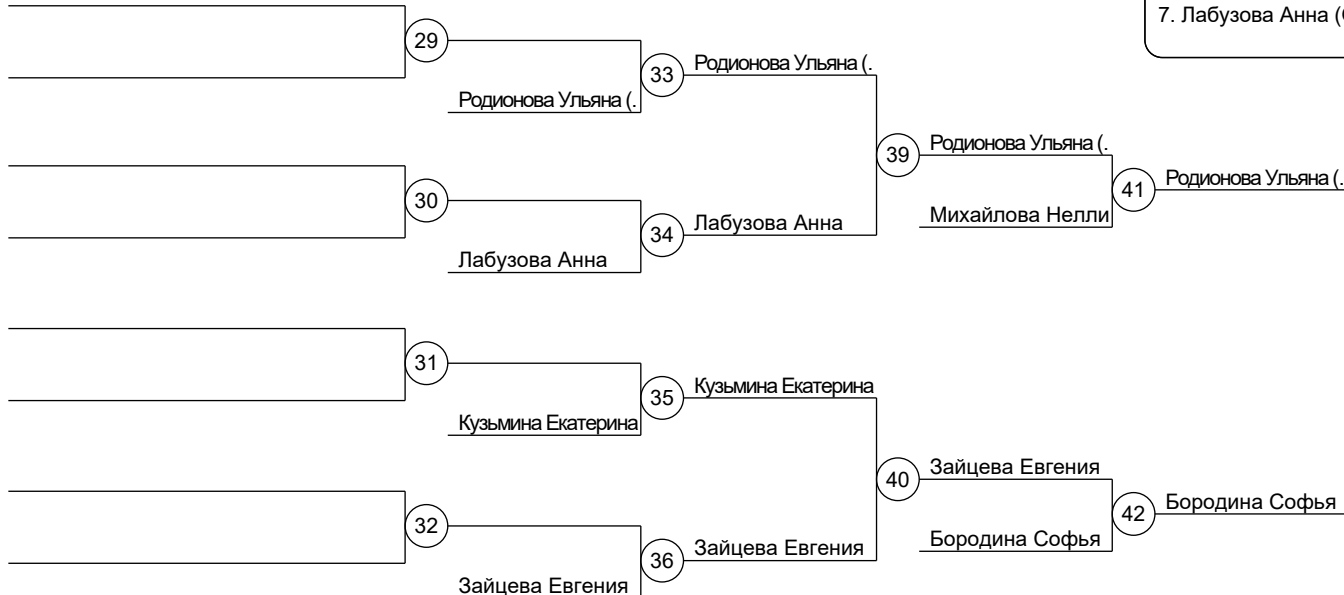 7. Лабузова Анна (
29
33
Родионова Ульяна (.
Родионова Ульяна (.
39
Родионова Ульяна (.
41
Родионова Ульяна (.
30
34
Лабузова Анна
Михайлова Нелли
Лабузова Анна
31
35
Кузьмина Екатерина
Кузьмина Екатерина
40
Зайцева Евгения
42
Бородина Софья
32
36
Зайцева Евгения
Бородина Софья
Зайцева Евгения